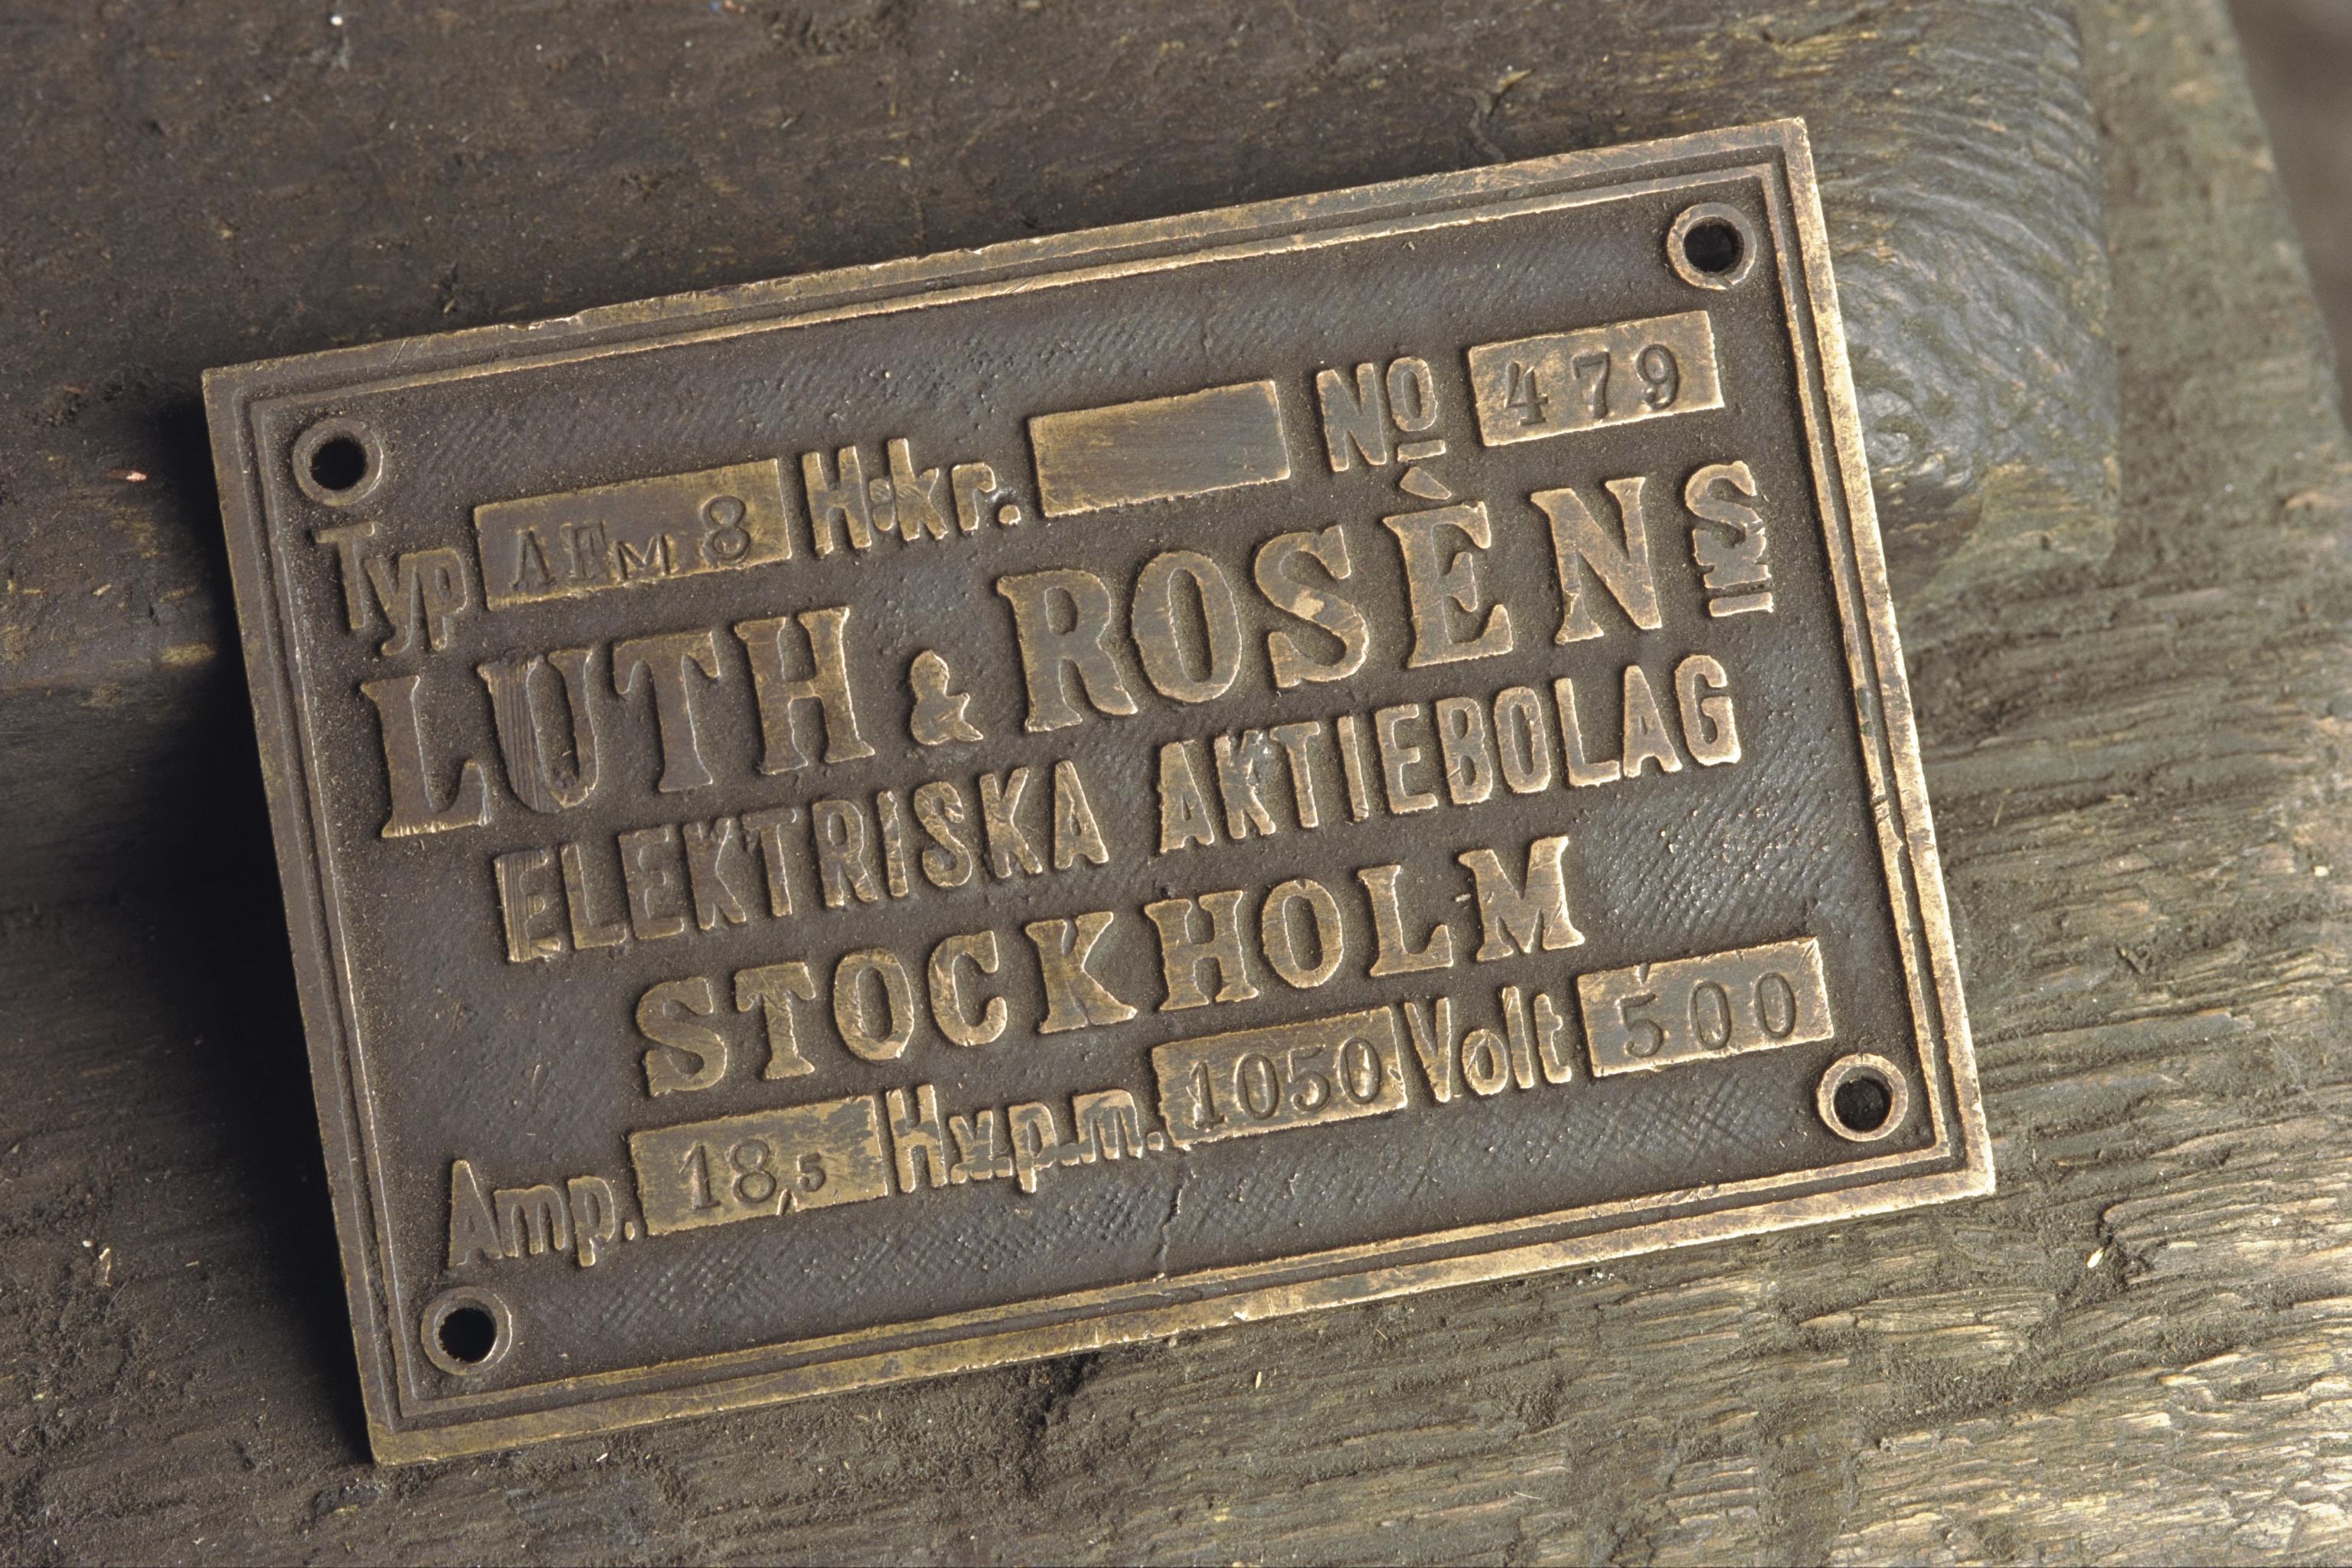 Typ AFM 8 H.kr. No 479
LUTH & ROSÈNS
ELEKTRISKA AKTIEBOLAG
STOCKHOLM
Amp. 18,5 H.v.p.m. 1050 Volt 500